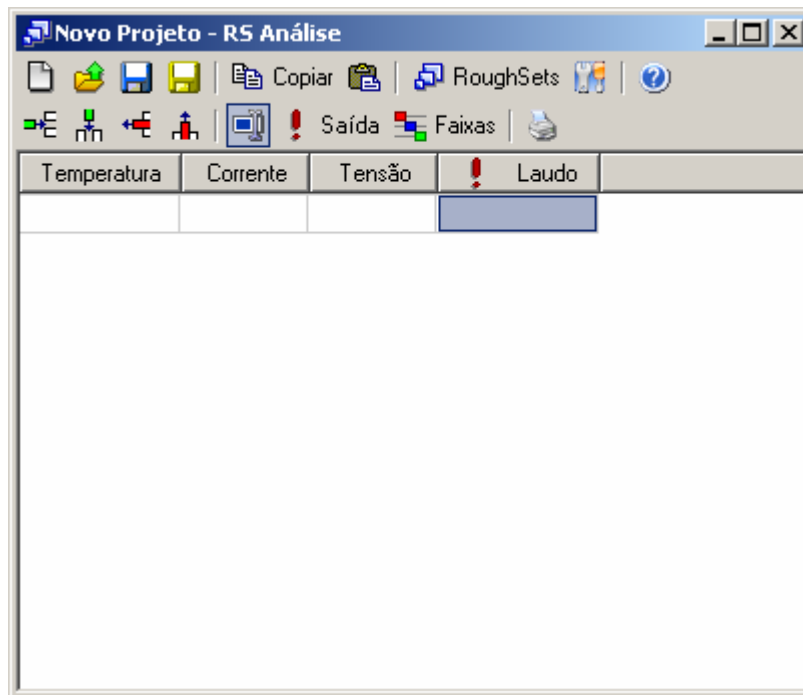 Novo Projeto - RS Análise
Copiar RoughSets
Saída Faixas
Temperatura Corrente Tensão Laudo